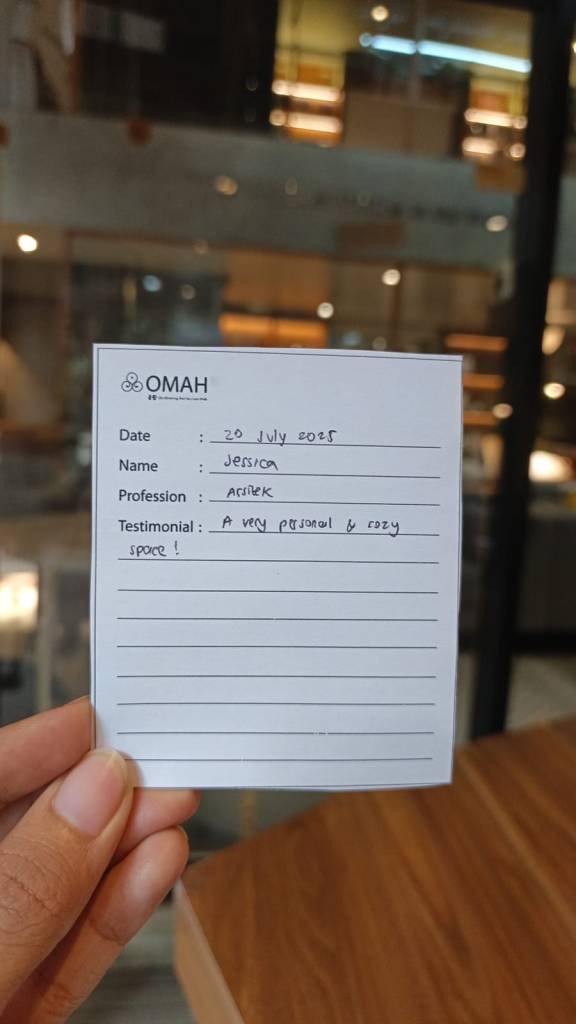 OMAH
Date : 20 July 2025
Name : Jessica
Profession : Arsitek
Testimonial : A very personal & cozy
space !